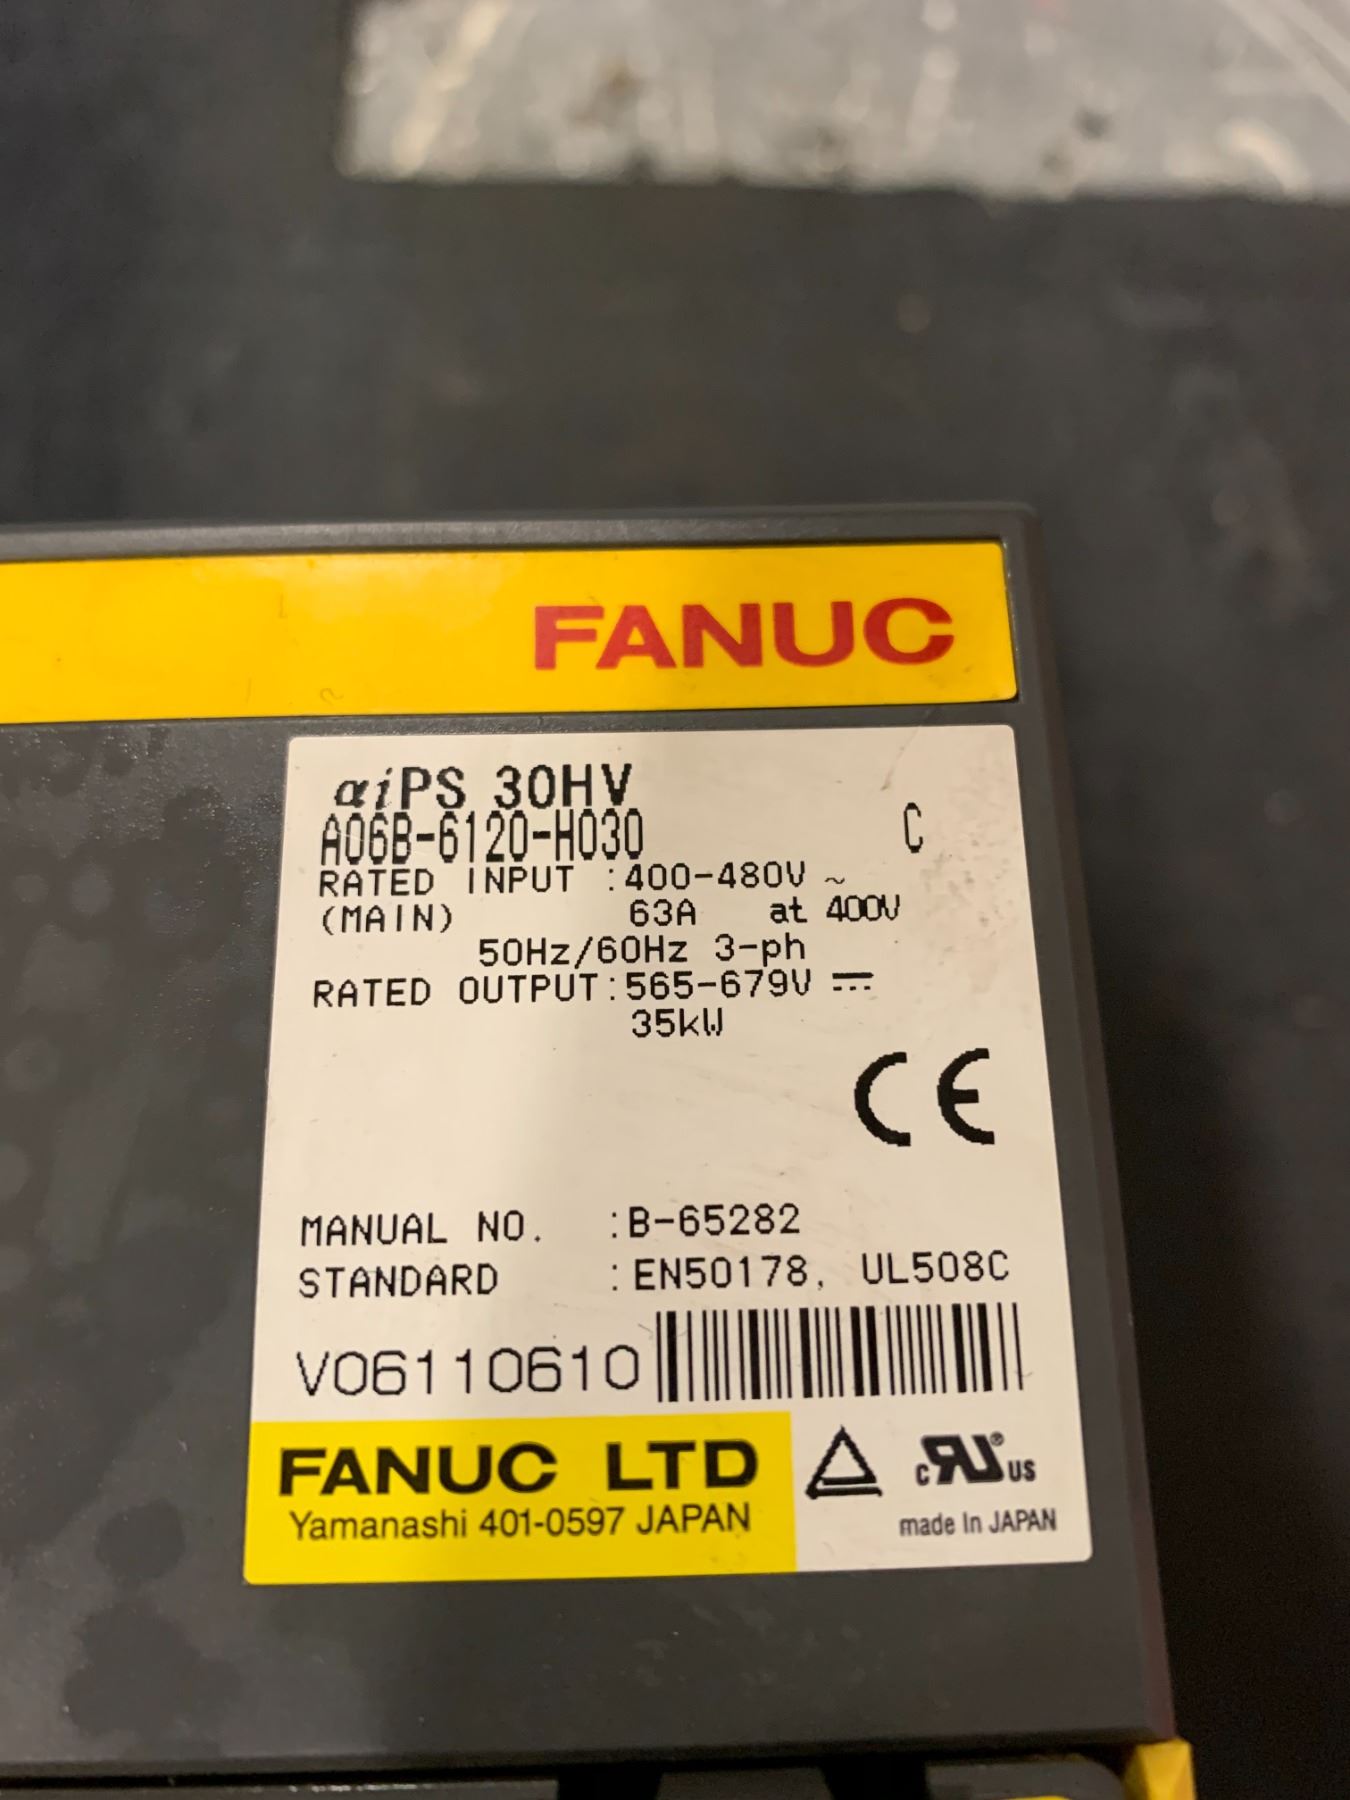 FANUC
αiPS 30HV
A06B-6120-H030 C
RATED INPUT :400-480V ~
(MAIN) 63A at 400V
50Hz/60Hz 3-ph
RATED OUTPUT:565-679V ⎓
35kW
CE
MANUAL NO. :B-65282
STANDARD :EN50178, UL508C
V06110610
FANUC LTD
Yamanashi 401-0597 JAPAN
c RU® US
made In JAPAN